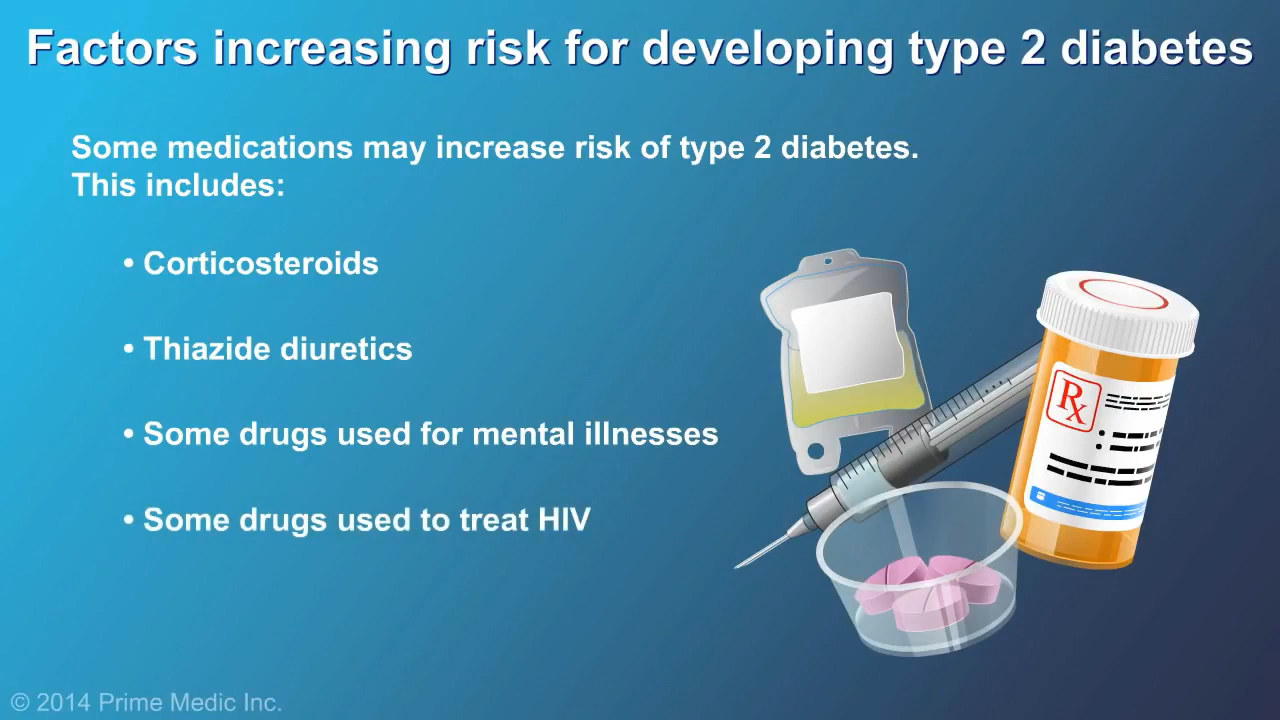 Factors increasing risk for developing type 2 diabetes
Some medications may increase risk of type 2 diabetes.
This includes:
• Corticosteroids
• Thiazide diuretics
• Some drugs used for mental illnesses
• Some drugs used to treat HIV
Rx
© 2014 Prime Medic Inc.